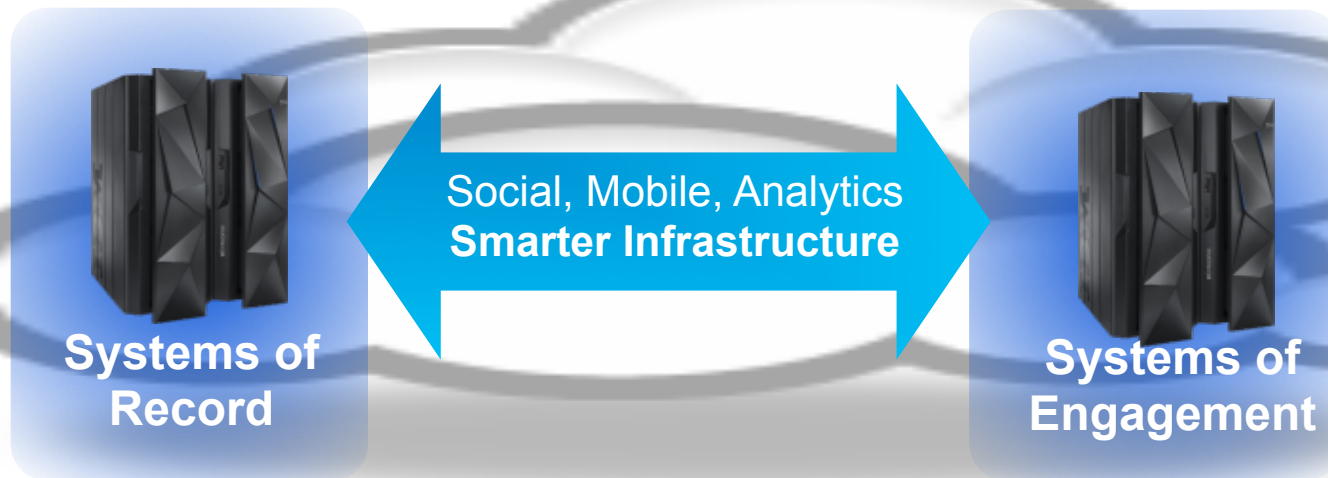 Social, Mobile, Analytics
Smarter Infrastructure
Systems of
Record
Systems of
Engagement